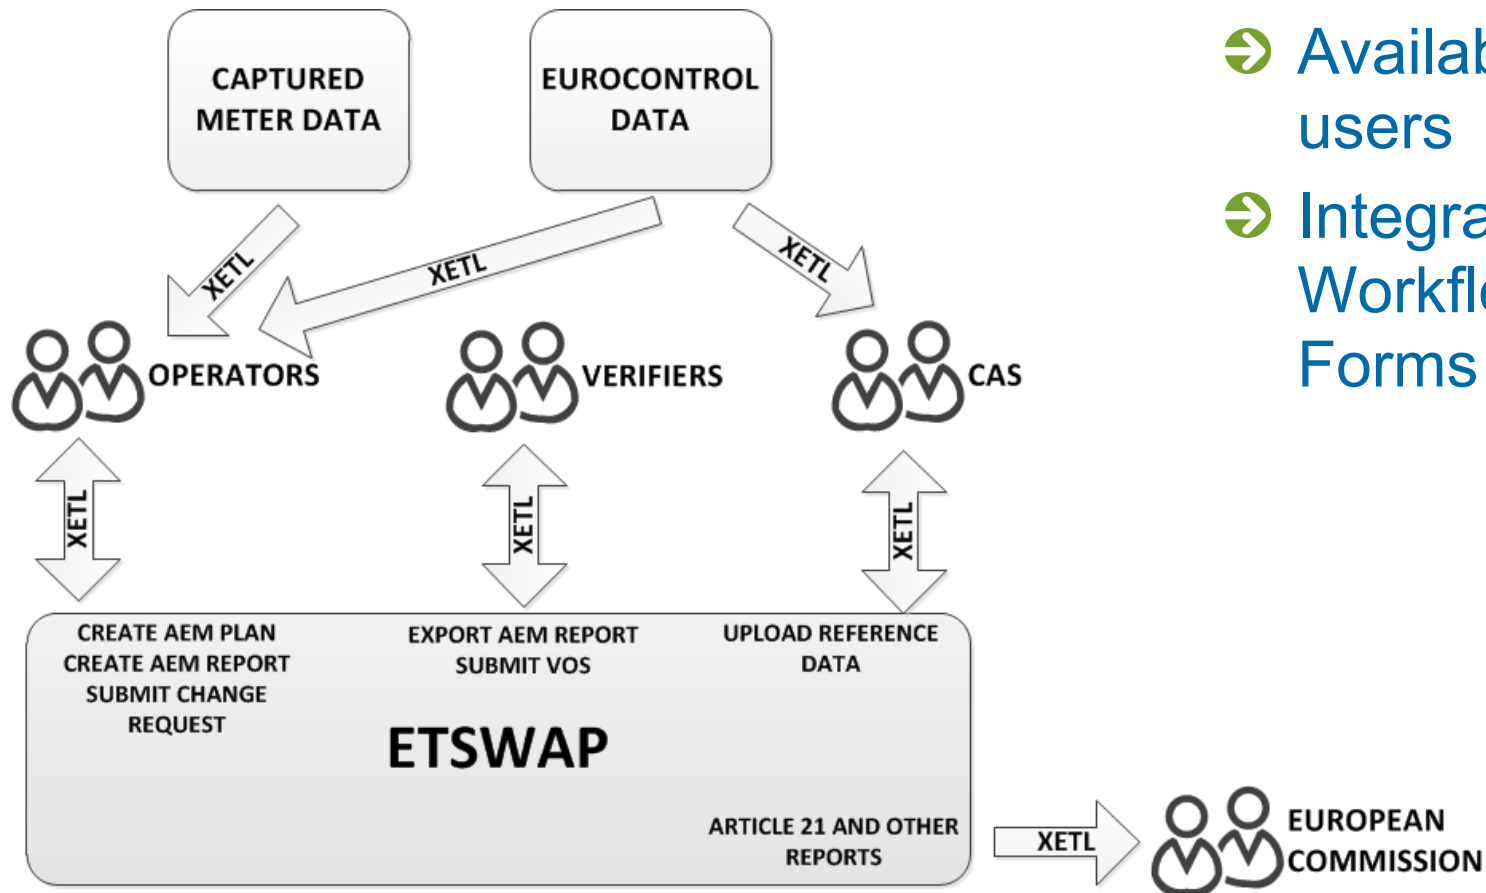 CAPTURED
METER DATA
EUROCONTROL
DATA
XETL
XETL
XETL
OPERATORS
VERIFIERS
CAS
XETL
XETL
XETL
CREATE AEM PLAN
CREATE AEM REPORT
SUBMIT CHANGE
REQUEST
EXPORT AEM REPORT
SUBMIT VOS
UPLOAD REFERENCE
DATA
ETSWAP
ARTICLE 21 AND OTHER
REPORTS
XETL
EUROPEAN
COMMISSION
users
Forms